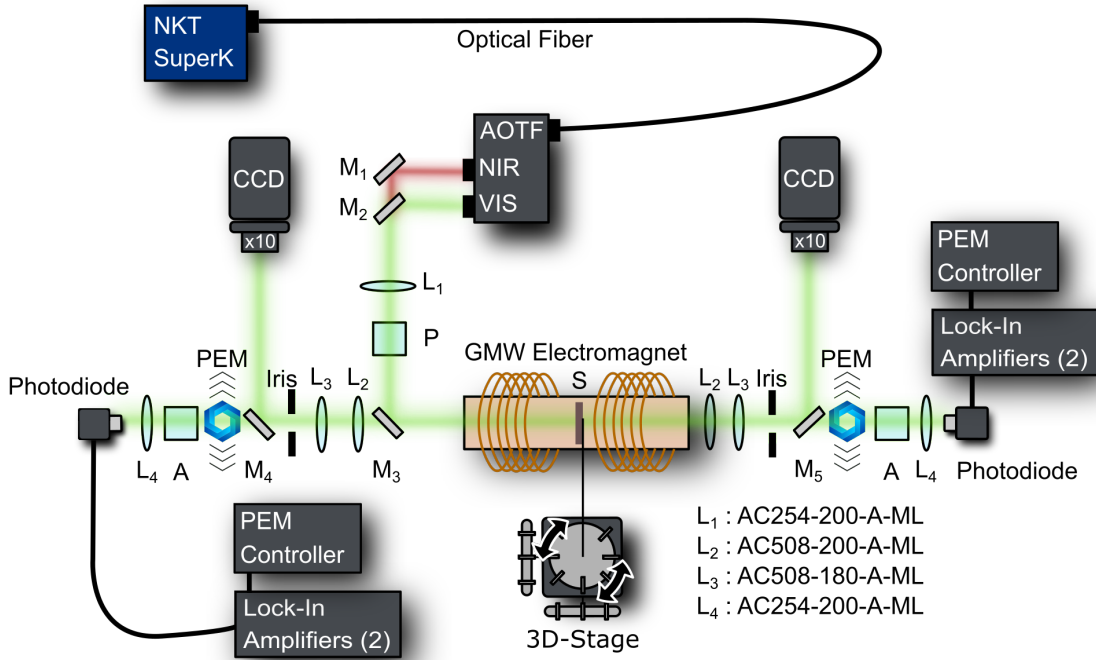 NKT
SuperK
Optical Fiber
AOTF
NIR
VIS
M₁
M₂
CCD
x10
CCD
x10
L₁
P
PEM
Controller
Lock-In
Amplifiers (2)
GMW Electromagnet
S
Photodiode
PEM
Iris
L₃
L₂
L₂
L₃
Iris
PEM
L₄
A
M₄
M₃
M₅
A
L₄
Photodiode
PEM
Controller
Lock-In
Amplifiers (2)
3D-Stage
L₁ : AC254-200-A-ML
L₂ : AC508-200-A-ML
L₃ : AC508-180-A-ML
L₄ : AC254-200-A-ML